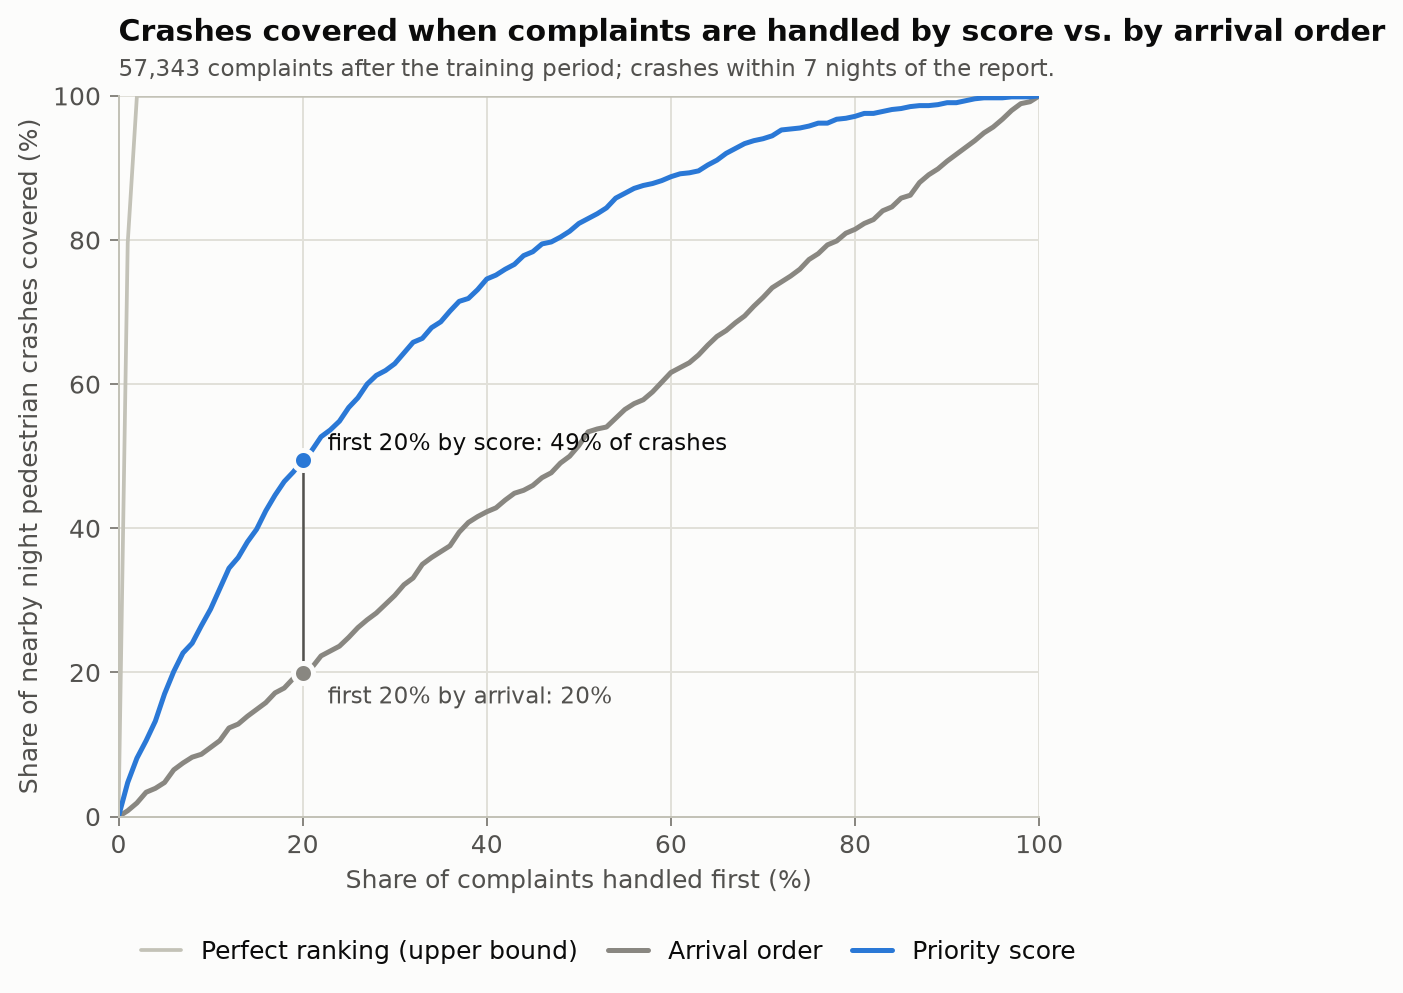 Crashes covered when complaints are handled by score vs. by arrival order
57,343 complaints after the training period; crashes within 7 nights of the report.
Share of nearby night pedestrian crashes covered (%)
100
80
60
40
20
0
first 20% by score: 49% of crashes
first 20% by arrival: 20%
0 20 40 60 80 100
Share of complaints handled first (%)
Perfect ranking (upper bound) Arrival order Priority score